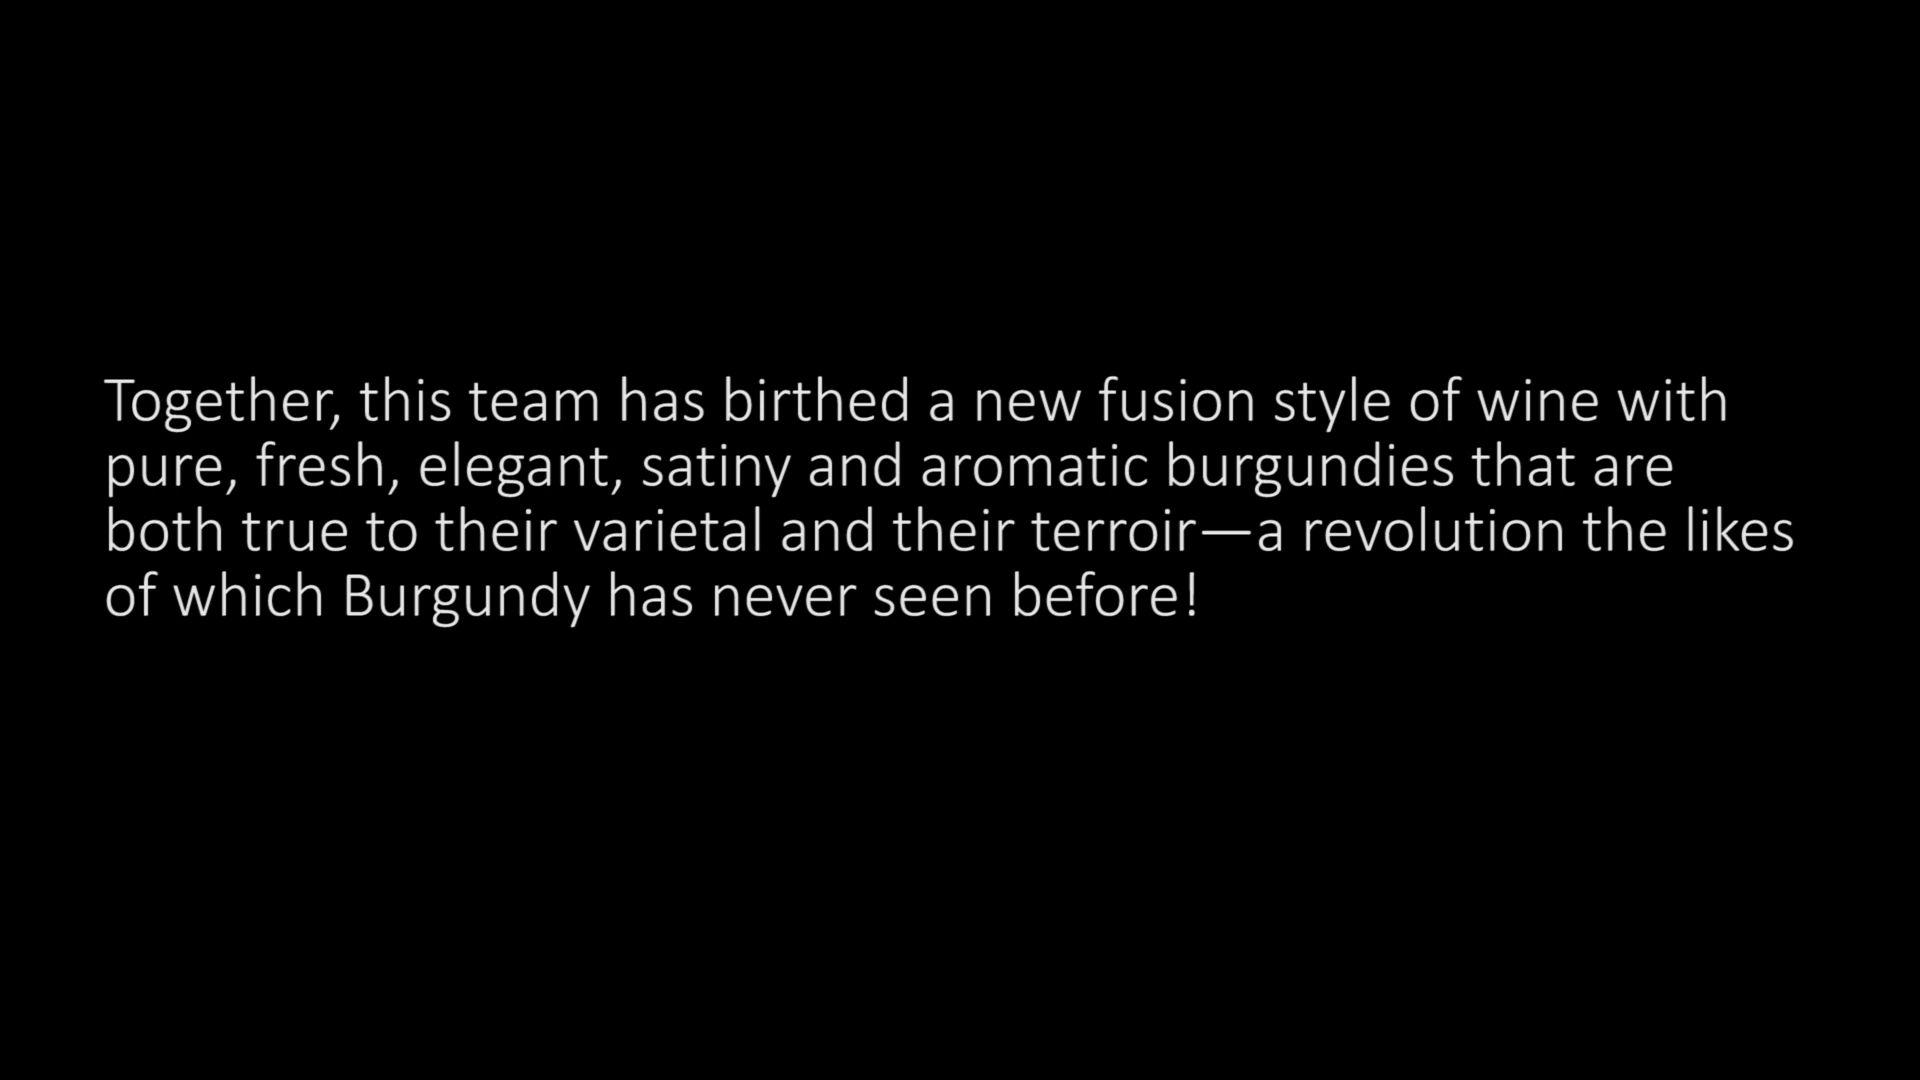 Together, this team has birthed a new fusion style of wine with
pure, fresh, elegant, satiny and aromatic burgundies that are
both true to their varietal and their terroir—a revolution the likes
of which Burgundy has never seen before!